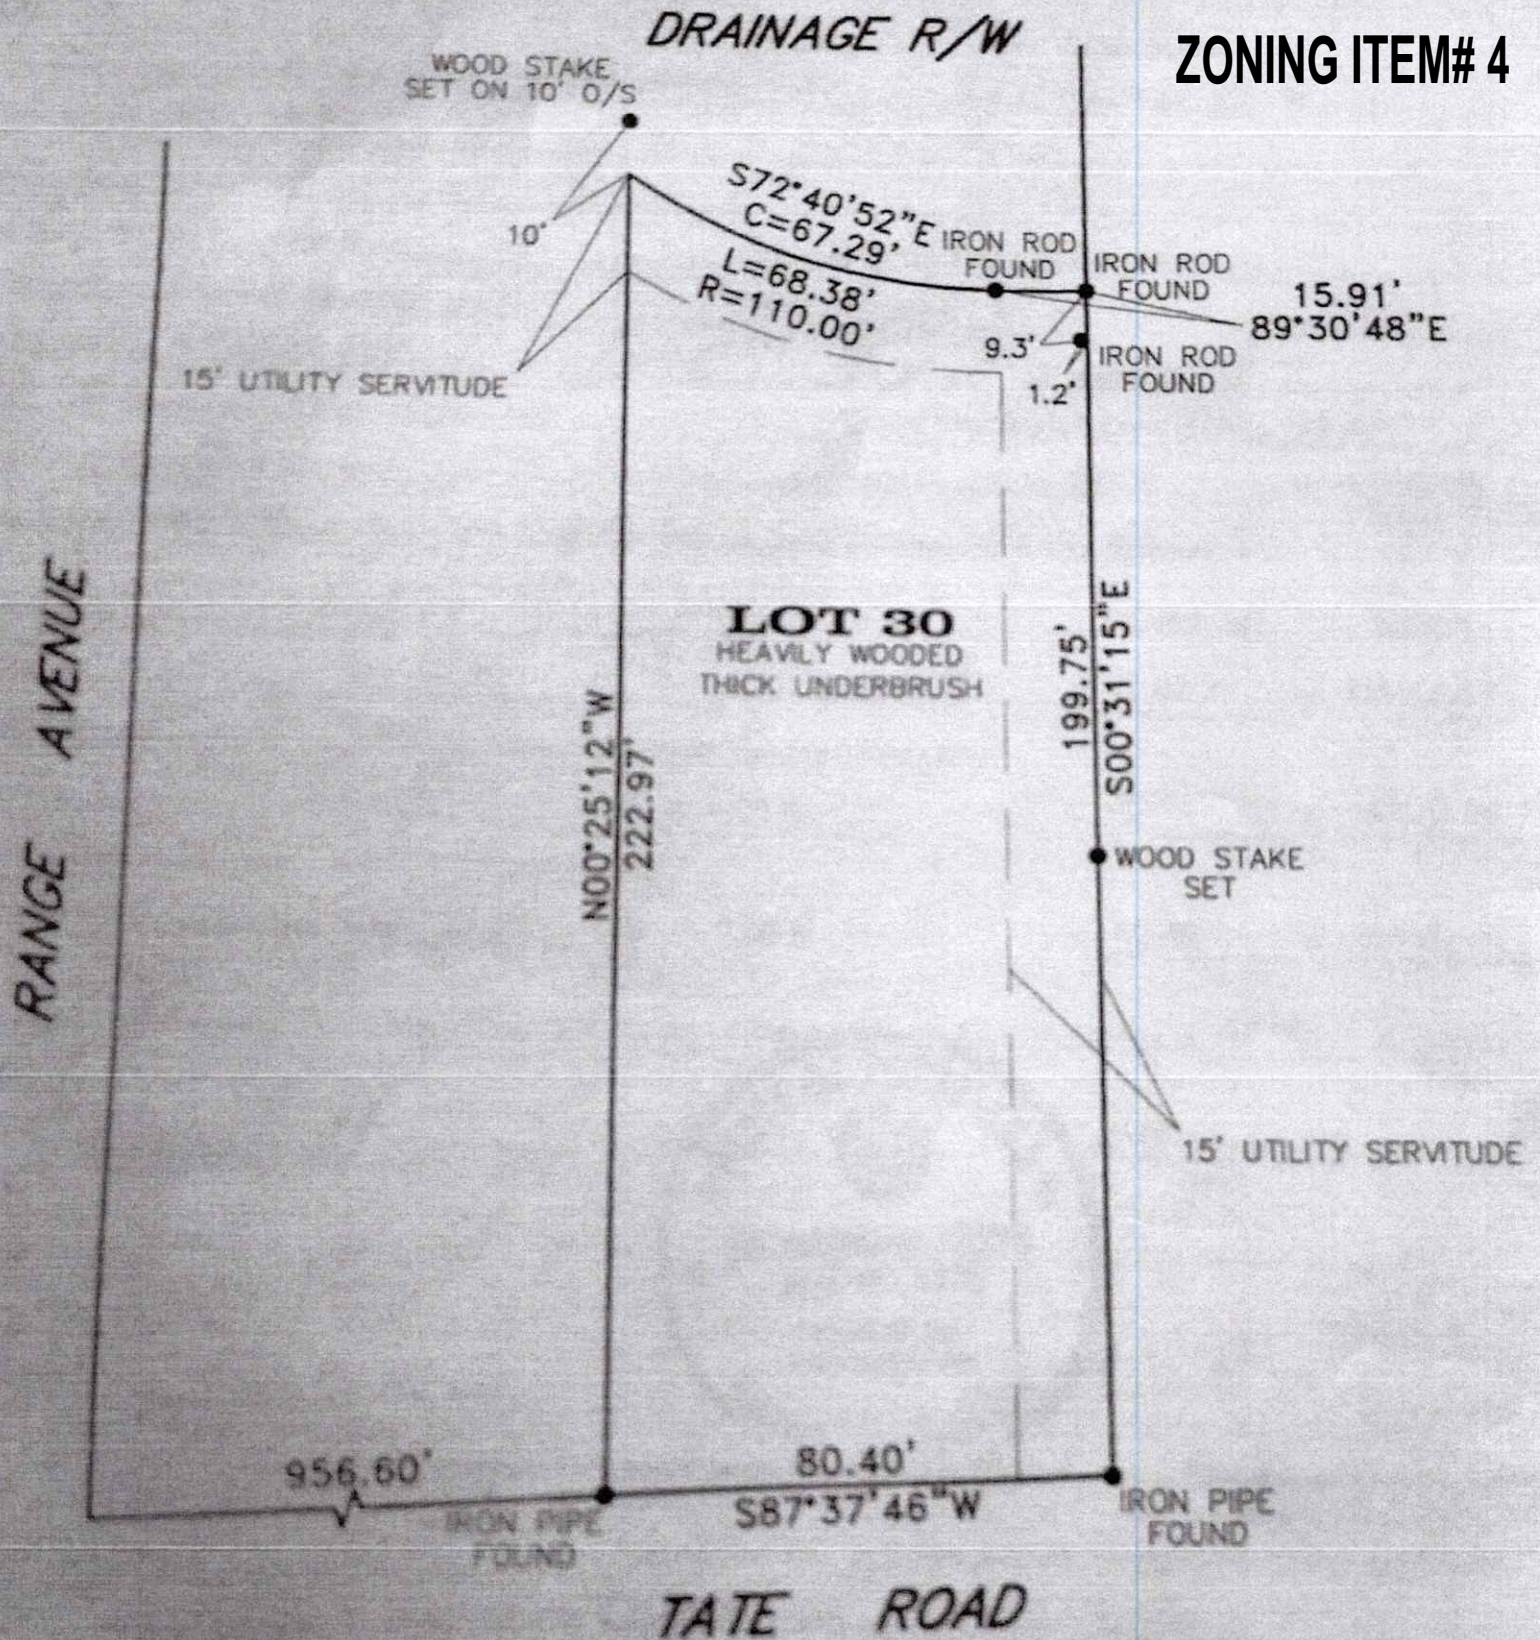 DRAINAGE R/W
ZONING ITEM# 4
WOOD STAKE
SET ON 10' O/S
10'
S72°40'52"E
C=67.29'
L=68.38'
R=110.00'
IRON ROD
FOUND
IRON ROD
FOUND
15.91'
89°30'48"E
9.3'
IRON ROD
FOUND
1.2'
15' UTILITY SERVITUDE
RANGE AVENUE
LOT 30
HEAVILY WOODED
THICK UNDERBRUSH
N00°25'12"W
222.97'
199.75'
S00°31'15"E
WOOD STAKE
SET
15' UTILITY SERVITUDE
956.60'
80.40'
S87°37'46"W
IRON PIPE
FOUND
IRON PIPE
FOUND
TATE ROAD